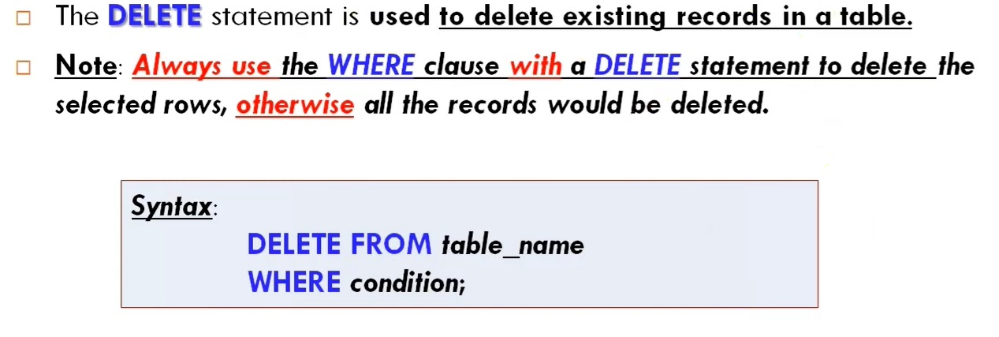 The DELETE statement is used to delete existing records in a table.
Note: Always use the WHERE clause with a DELETE statement to delete the
selected rows, otherwise all the records would be deleted.
Syntax:
DELETE FROM table_name
WHERE condition;